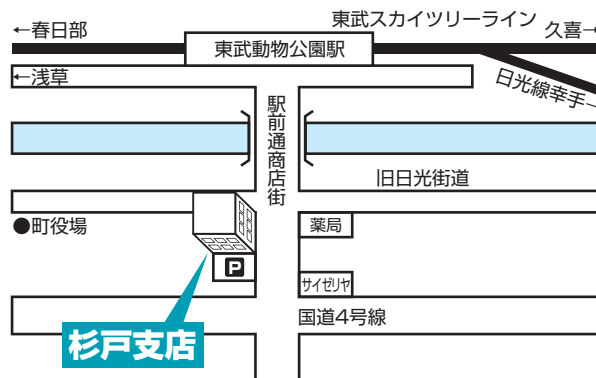 ←春日部
東武スカイツリーライン
久喜→
東武動物公園駅
←浅草
日光線幸手→
駅前通商店街
旧日光街道
●町役場
薬局
P
サイゼリヤ
国道4号線
杉戸支店